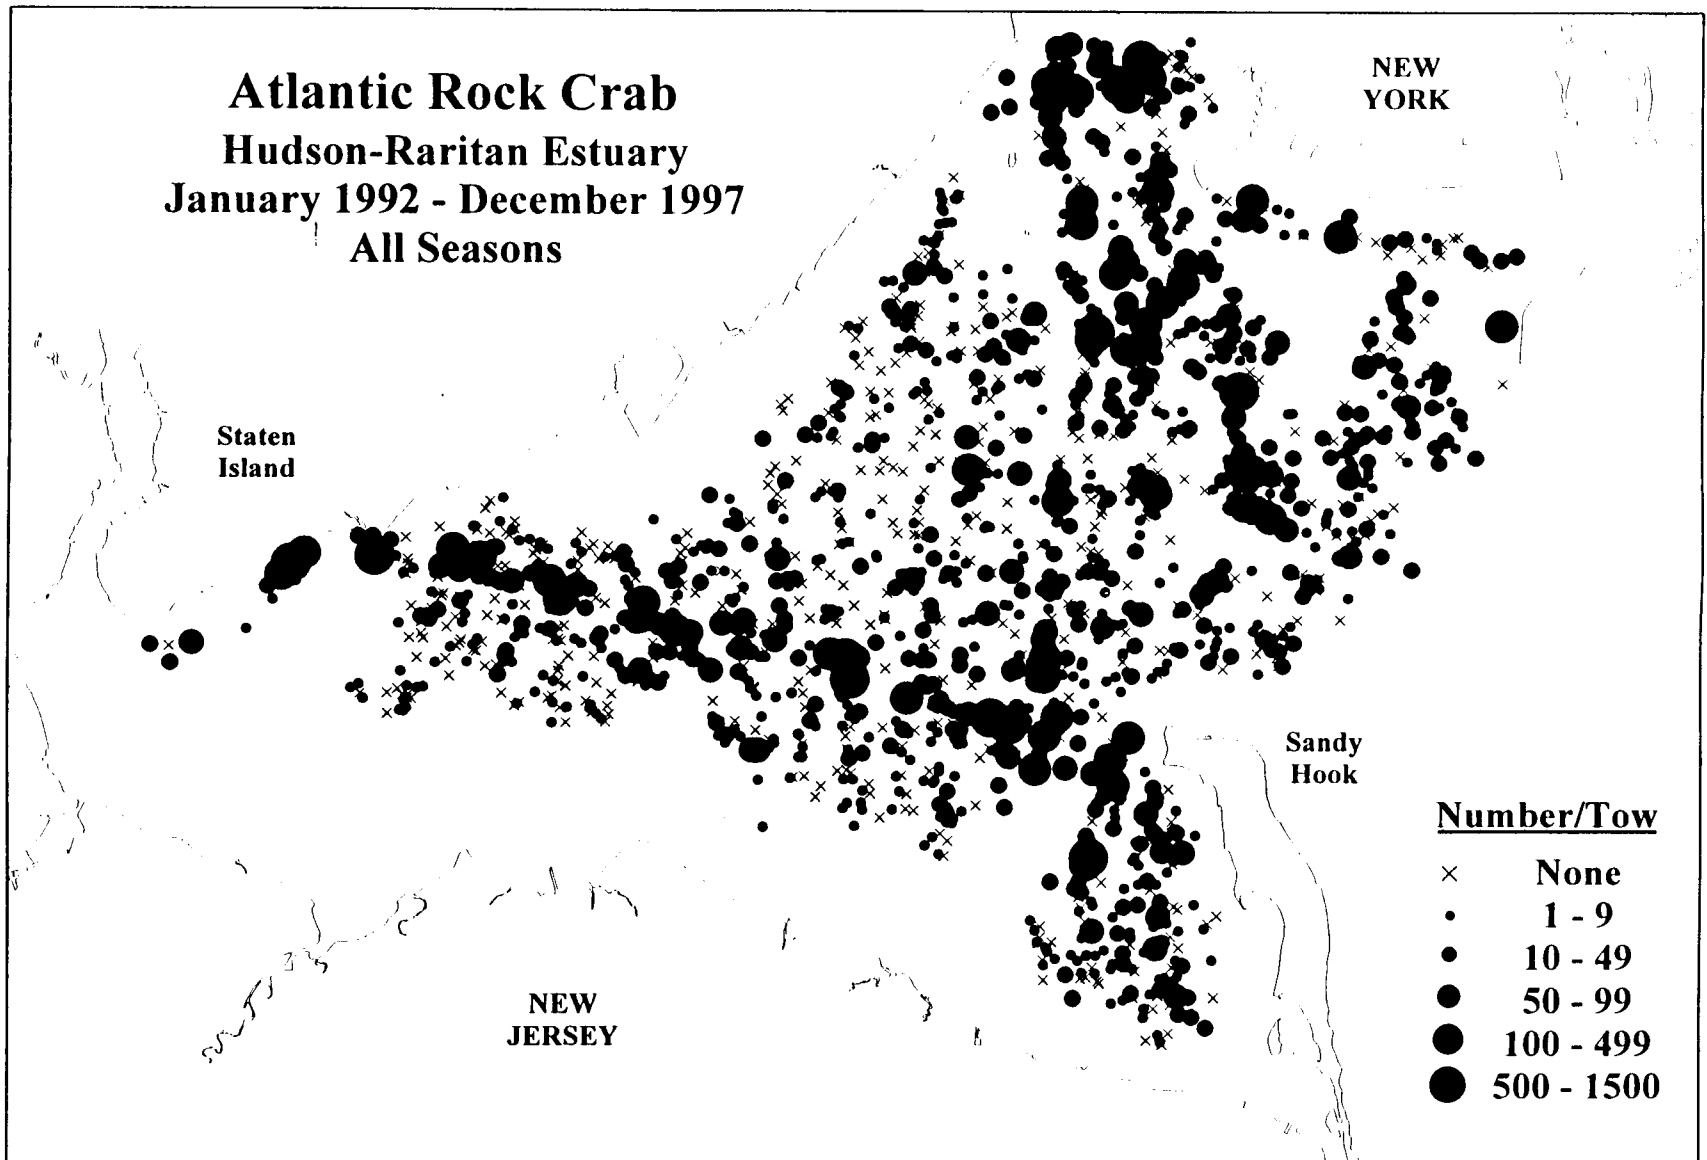 Atlantic Rock Crab
Hudson-Raritan Estuary
January 1992 - December 1997
All Seasons
NEW
YORK
Staten
Island
Sandy
Hook
NEW
JERSEY
Number/Tow
× None
1 - 9
10 - 49
50 - 99
100 - 499
500 - 1500